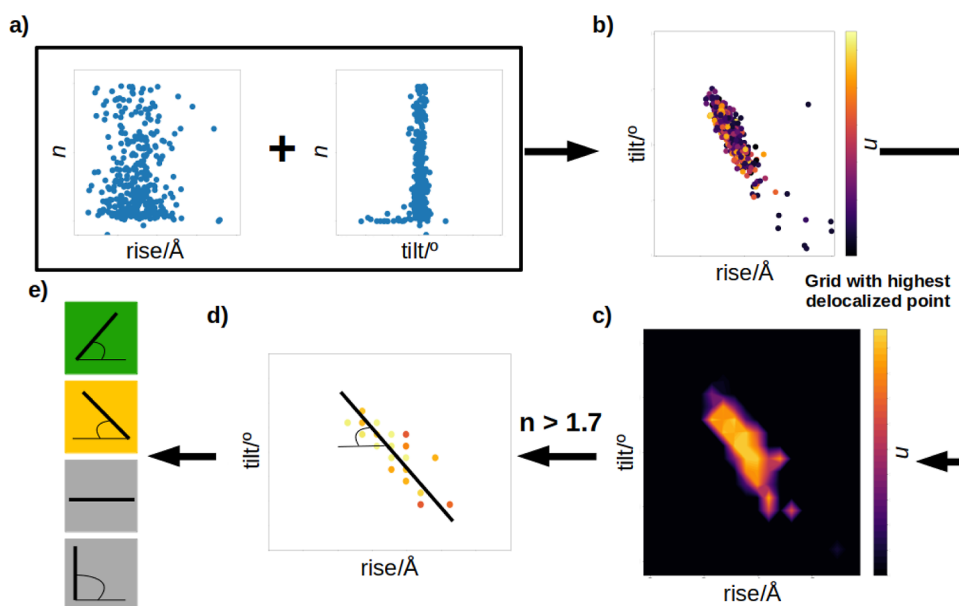 a)
n
rise/Å
+
n
tilt/º
b)
tilt/º
rise/Å
n
Grid with highest
delocalized point
c)
tilt/º
rise/Å
n
n > 1.7
d)
tilt/º
rise/Å
e)